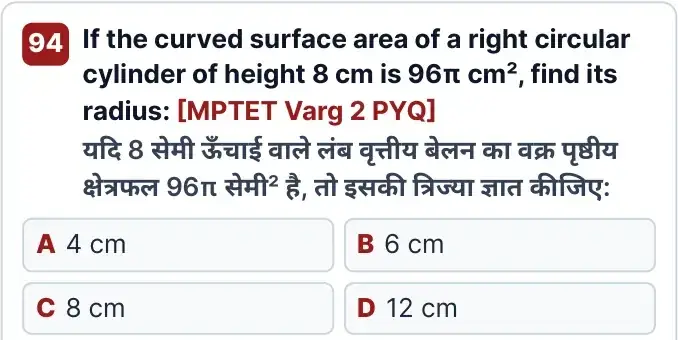 94 If the curved surface area of a right circular
cylinder of height 8 cm is 96π cm², find its
radius: [MPTET Varg 2 PYQ]
यदि 8 सेमी ऊँचाई वाले लंब वृत्तीय बेलन का वक्र पृष्ठीय
क्षेत्रफल 96π सेमी² है, तो इसकी त्रिज्या ज्ञात कीजिए:
A 4 cm
B 6 cm
C 8 cm
D 12 cm